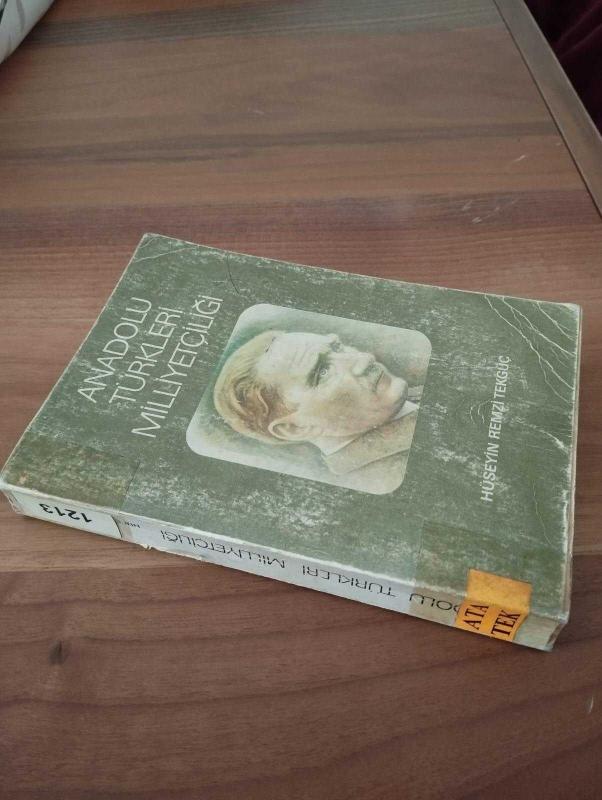 ANADOLU
TÜRKLERİ
MİLLİYETÇİLİĞİ
HÜSEYİN REMZİ TEKGÜÇ
DOLU TÜRKLERİ MİLLİYETÇİLİĞİ
1213
ATA
TEK